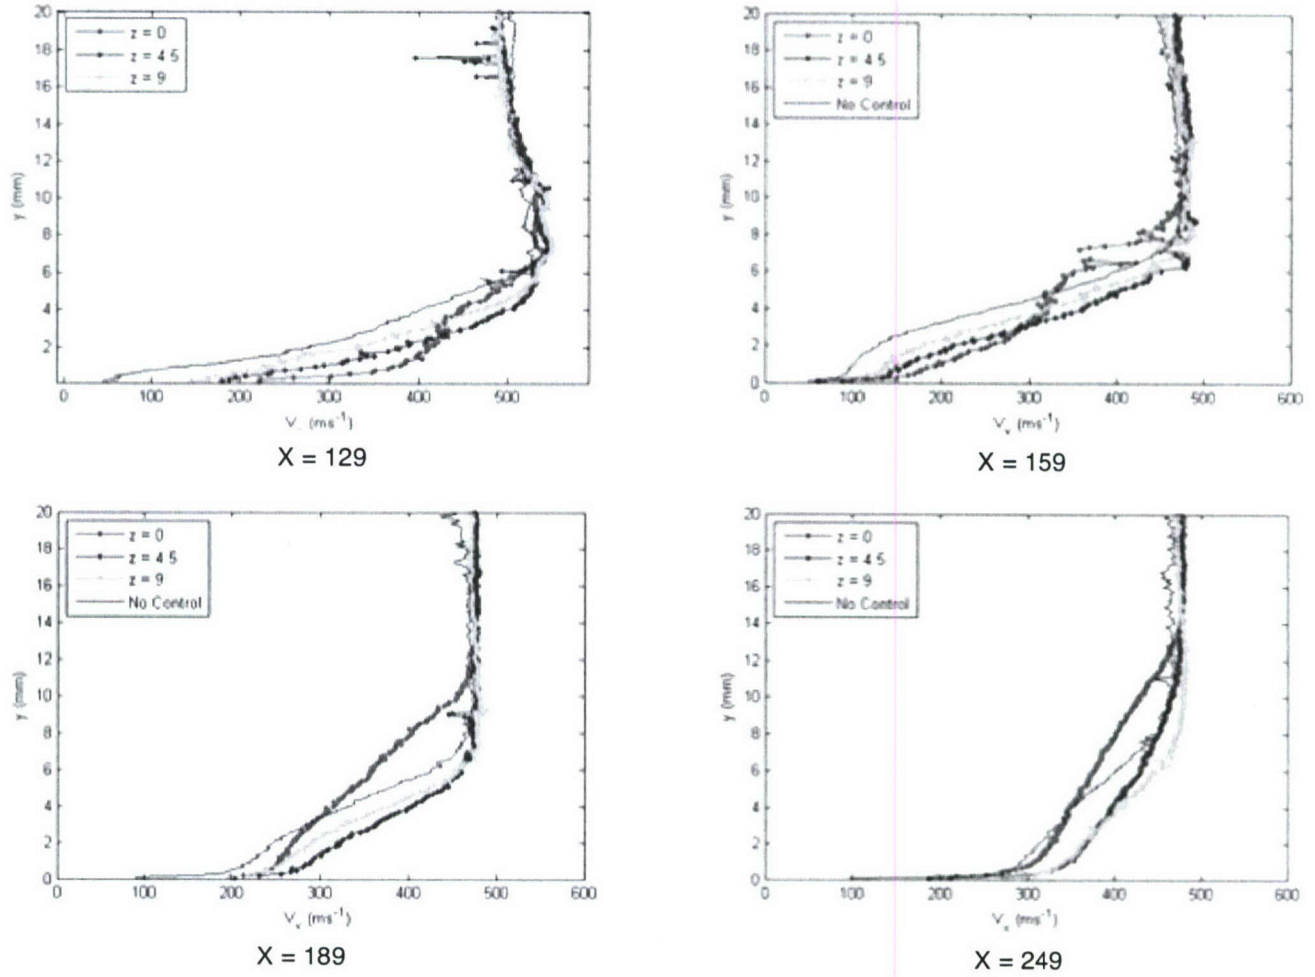 20
18
16
14
12
10
8
6
4
2
y (mm)
z = 0
z = 4.5
z = 9
0
100
200
300
400
500
V (ms⁻¹)
X = 129
20
18
16
14
12
10
8
6
4
2
0
y (mm)
z = 0
z = 4.5
z = 9
No Control
0
100
200
300
400
500
600
Vₓ (ms⁻¹)
X = 159
20
18
16
14
12
10
8
6
4
2
0
y (mm)
z = 0
z = 4.5
z = 9
No Control
0
100
200
300
400
500
600
Vₓ (ms⁻¹)
X = 189
20
18
16
14
12
10
8
6
4
2
0
y (mm)
z = 0
z = 4.5
z = 9
No Control
0
100
200
300
400
500
600
Vₓ (ms⁻¹)
X = 249